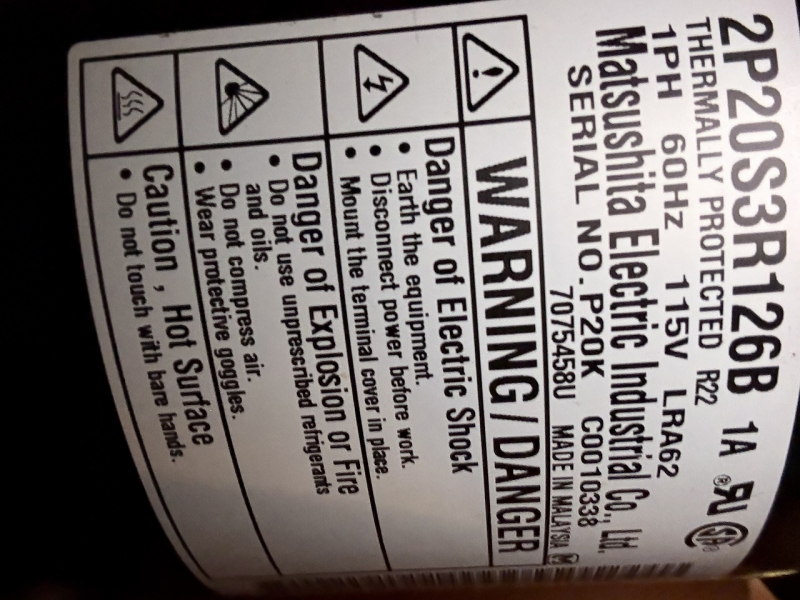 2P20S3R126B 1A
THERMALLY PROTECTED R22
1PH 60Hz 115V LRA62
Matsushita Electric Industrial Co., Ltd.
SERIAL NO. P20K C0010338
7075458U MADE IN MALAYSIA M
WARNING / DANGER
Danger of Electric Shock
• Earth the equipment.
• Disconnect power before work.
• Mount the terminal cover in place.
Danger of Explosion or Fire
• Do not use unprescribed refrigerants
and oils.
• Do not compress air.
• Wear protective goggles.
Caution , Hot Surface
• Do not touch with bare hands.